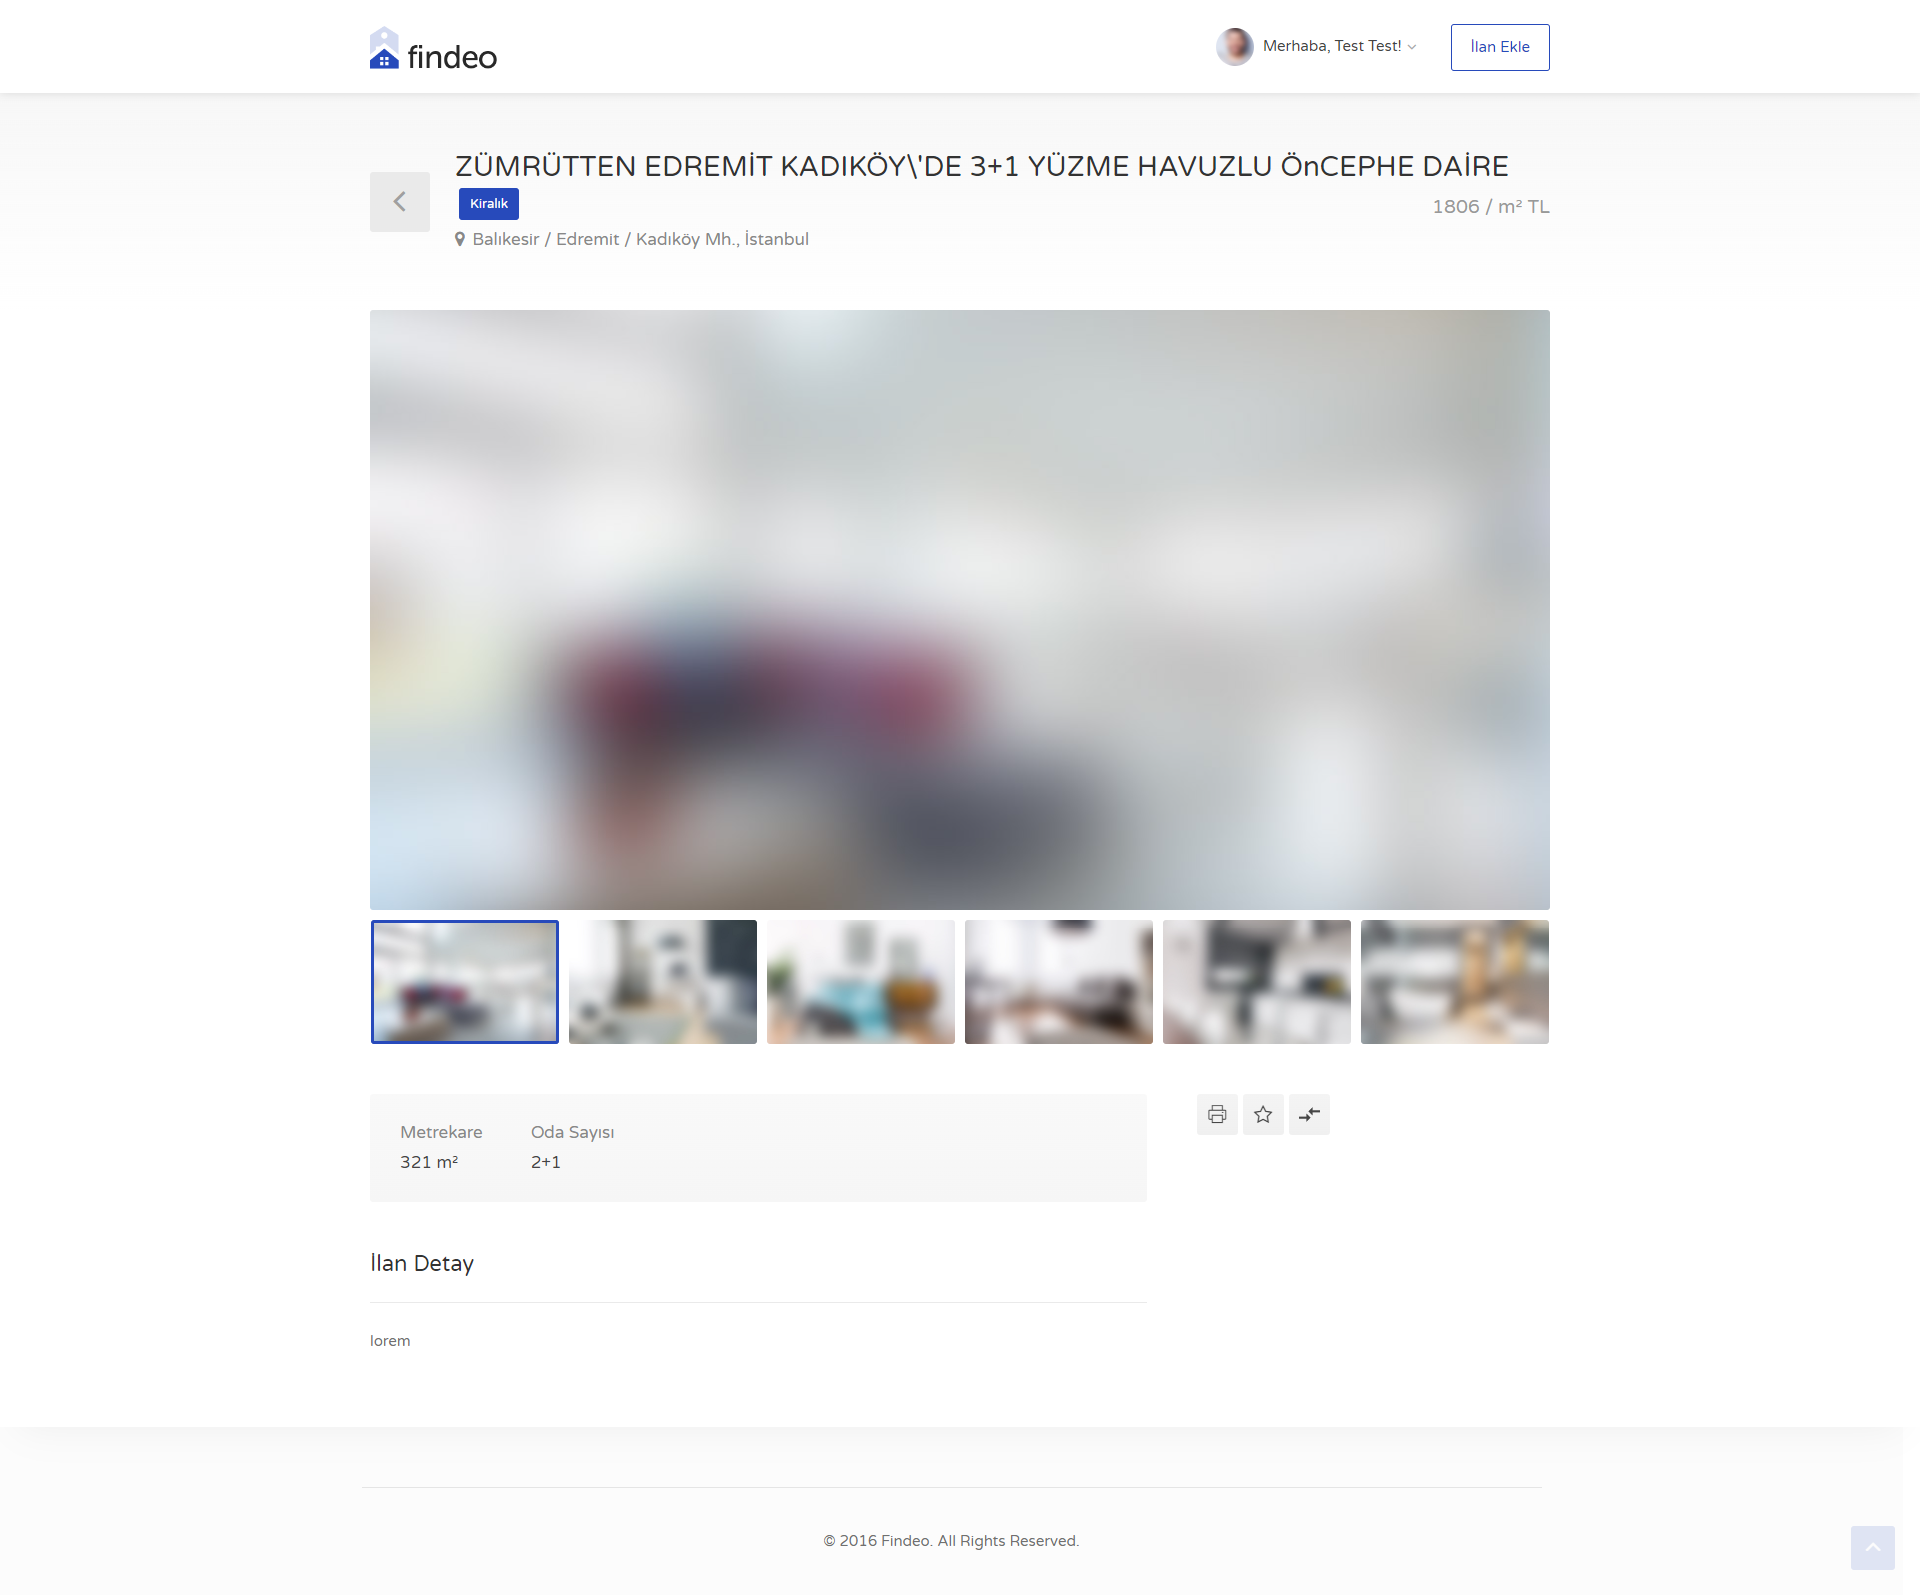 findeo
Merhaba, Test Test!
İlan Ekle
ZÜMRÜTTEN EDREMİT KADIKÖY\'DE 3+1 YÜZME HAVUZLU ÖnCEPHE DAİRE
Kiralık
1806 / m² TL
Balıkesir / Edremit / Kadıköy Mh., İstanbul
Metrekare
321 m²
Oda Sayısı
2+1
İlan Detay
lorem
© 2016 Findeo. All Rights Reserved.